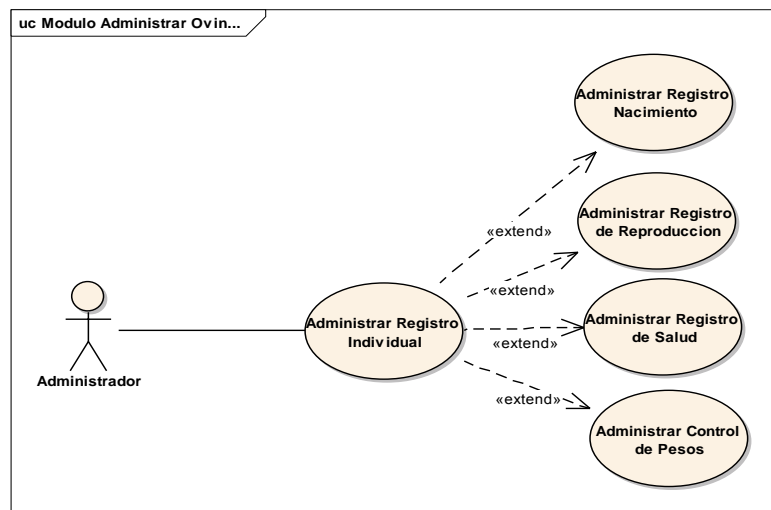 uc Modulo Administrar Ovin...
Administrar Registro
Nacimiento
Administrar Registro
de Reproduccion
«extend»
«extend»
Administrar Registro
Individual
Administrar Registro
de Salud
«extend»
Administrador
«extend»
Administrar Control
de Pesos